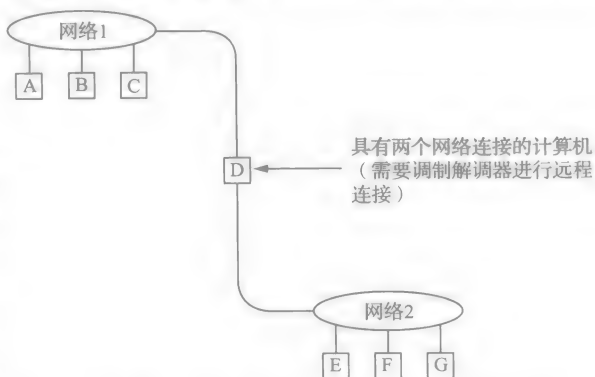 网络1
A B C
D
具有两个网络连接的计算机
（需要调制解调器进行远程
连接）
网络2
E F G